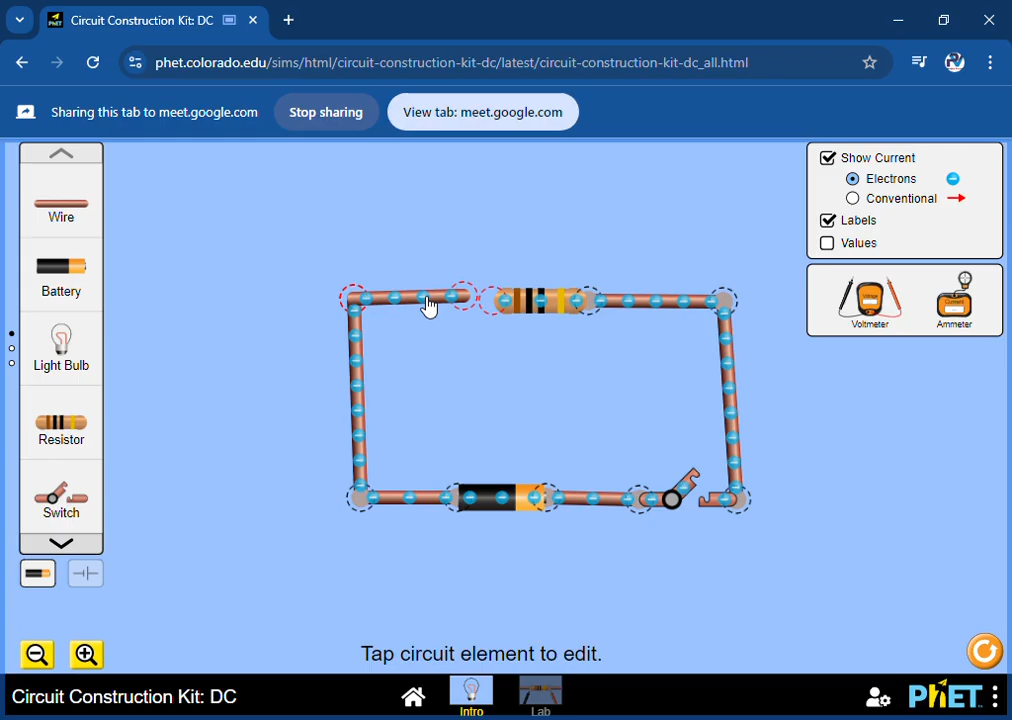 Circuit Construction Kit: DC
phet.colorado.edu/sims/html/circuit-construction-kit-dc/latest/circuit-construction-kit-dc_all.html
Sharing this tab to meet.google.com
Stop sharing
View tab: meet.google.com
Wire
Battery
Light Bulb
Resistor
Switch
Show Current
Electrons
Conventional
Labels
Values
Voltmeter
Ammeter
Tap circuit element to edit.
Circuit Construction Kit: DC
Intro
Lab
PhET